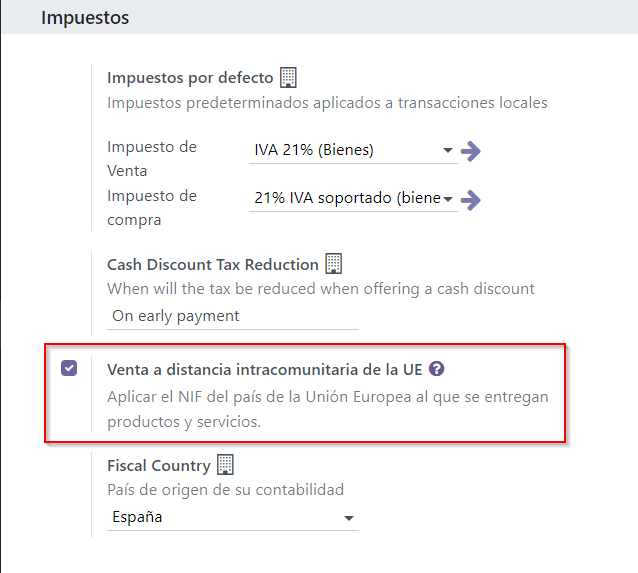 Impuestos
Impuestos por defecto
Impuestos predeterminados aplicados a transacciones locales
Impuesto de
Venta
IVA 21% (Bienes)
Impuesto de
compra
21% IVA soportado (biene
Cash Discount Tax Reduction
When will the tax be reduced when offering a cash discount
On early payment
Venta a distancia intracomunitaria de la UE ?
Aplicar el NIF del país de la Unión Europea al que se entregan
productos y servicios.
Fiscal Country
País de origen de su contabilidad
España